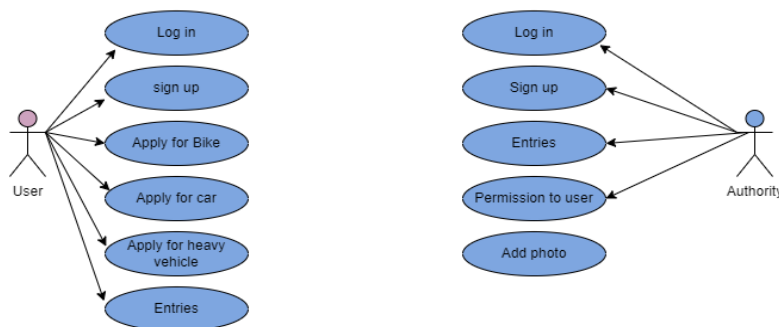 Log in
sign up
Apply for Bike
User
Apply for car
Apply for heavy
vehicle
Entries
Log in
Sign up
Entries
Authority
Permission to user
Add photo